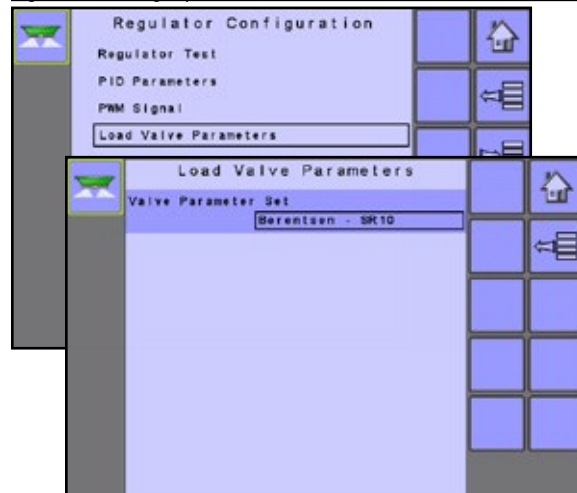 Regulator Configuration
Regulator Test
PID Parameters
PWM Signal
Load Valve Parameters
Load Valve Parameters
Valve Parameter Set
Berentsen - SR10